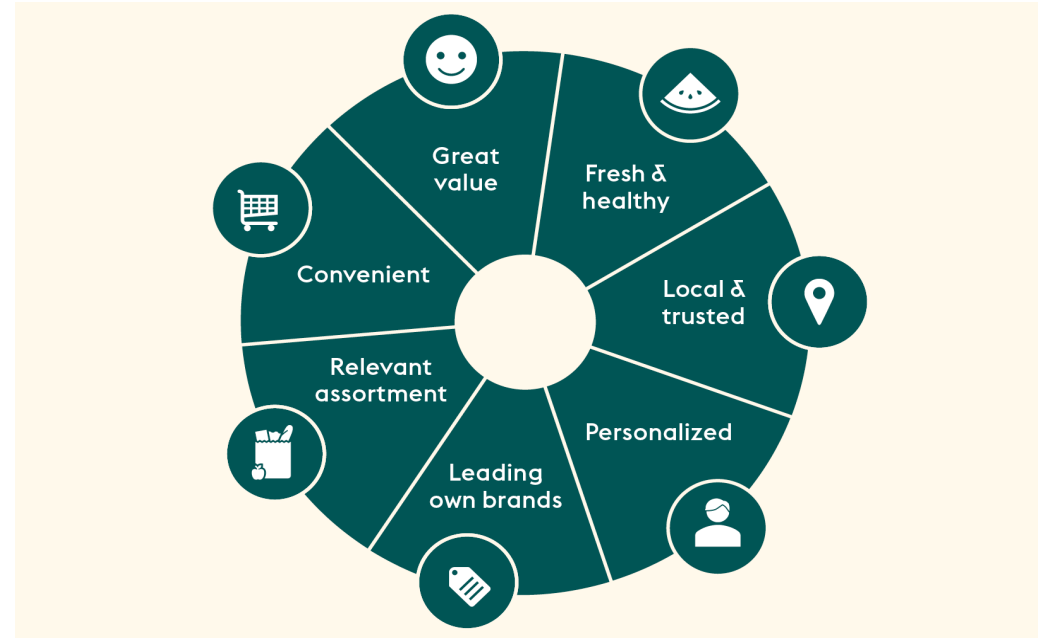 Great
value
Fresh &
healthy
Local &
trusted
Personalized
Leading
own brands
Relevant
assortment
Convenient